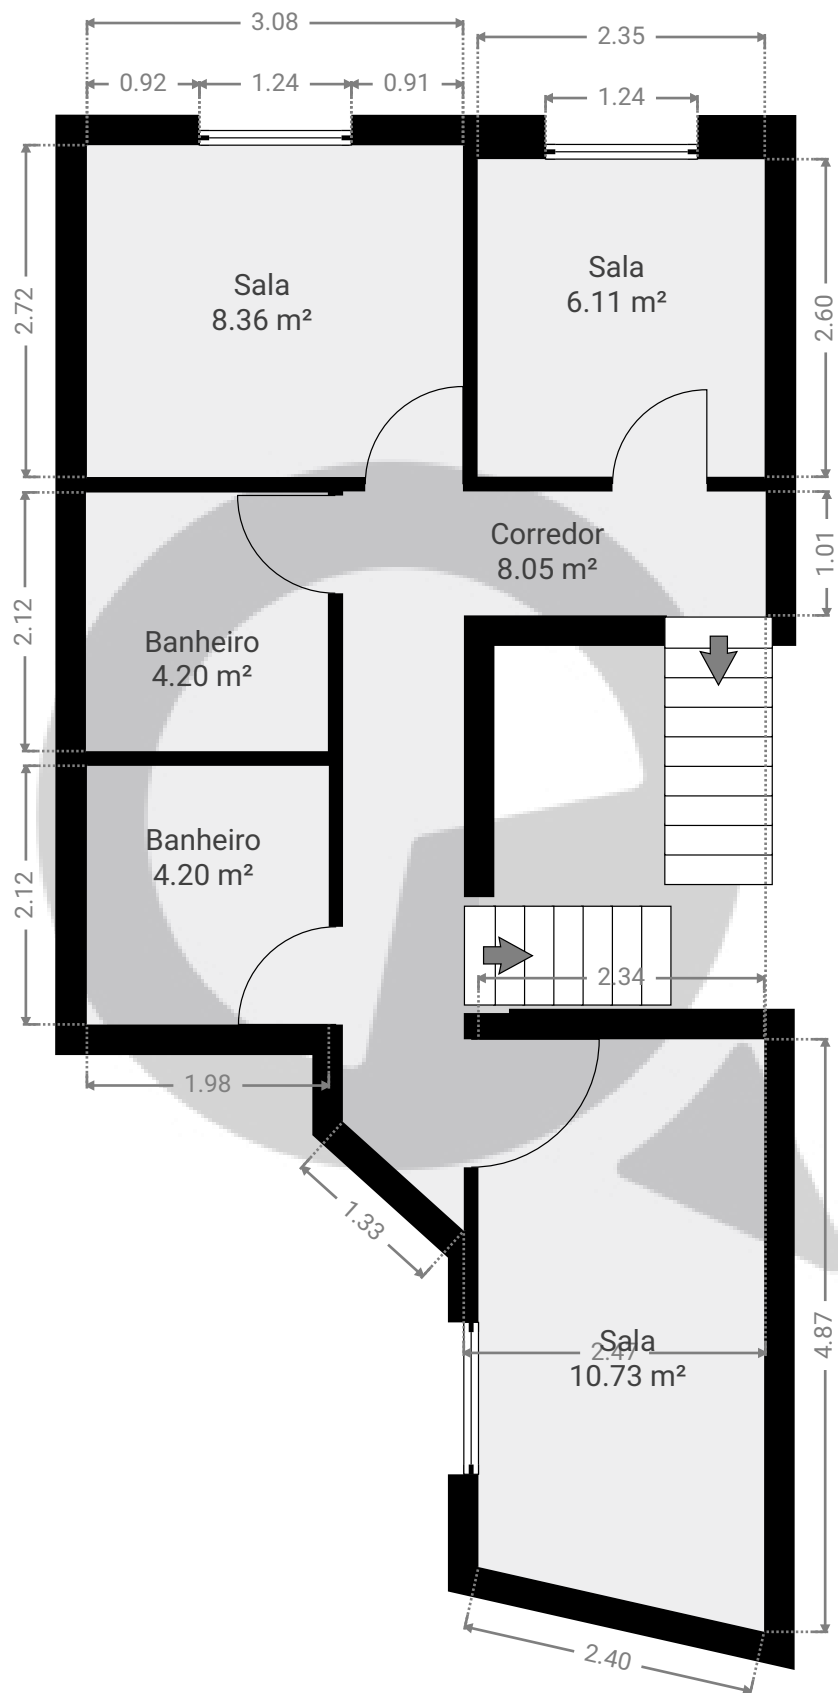 3.08
2.35
0.92
1.24
0.91
1.24
2.72
Sala
8.36 m²
Sala
6.11 m²
2.60
Corredor
8.05 m²
1.01
2.12
Banheiro
4.20 m²
Banheiro
4.20 m²
2.12
2.34
1.98
1.33
4.87
Sala
2.47
10.73 m²
2.40